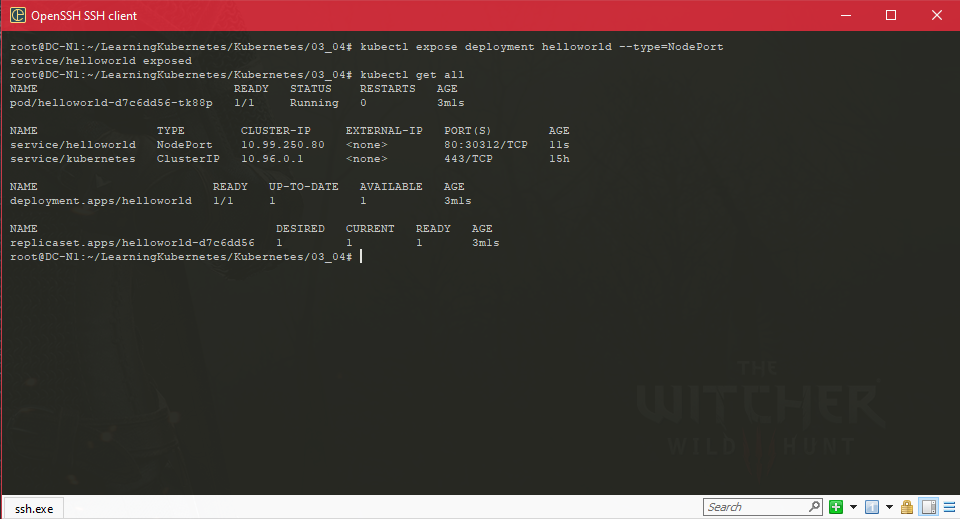 OpenSSH SSH client
root@DC-N1:~/LearningKubernetes/Kubernetes/03_04# kubectl expose deployment helloworld --type=NodePort
service/helloworld exposed
root@DC-N1:~/LearningKubernetes/Kubernetes/03_04# kubectl get all
NAME READY STATUS RESTARTS AGE
pod/helloworld-d7c6dd56-tk88p 1/1 Running 0 3m1s
NAME TYPE CLUSTER-IP EXTERNAL-IP PORT(S) AGE
service/helloworld NodePort 10.99.250.80 <none> 80:30312/TCP 11s
service/kubernetes ClusterIP 10.96.0.1 <none> 443/TCP 15h
NAME READY UP-TO-DATE AVAILABLE AGE
deployment.apps/helloworld 1/1 1 1 3m1s
NAME DESIRED CURRENT READY AGE
replicaset.apps/helloworld-d7c6dd56 1 1 1 3m1s
root@DC-N1:~/LearningKubernetes/Kubernetes/03_04#
THE
WITCHER
WILD HUNT
ssh.exe
Search